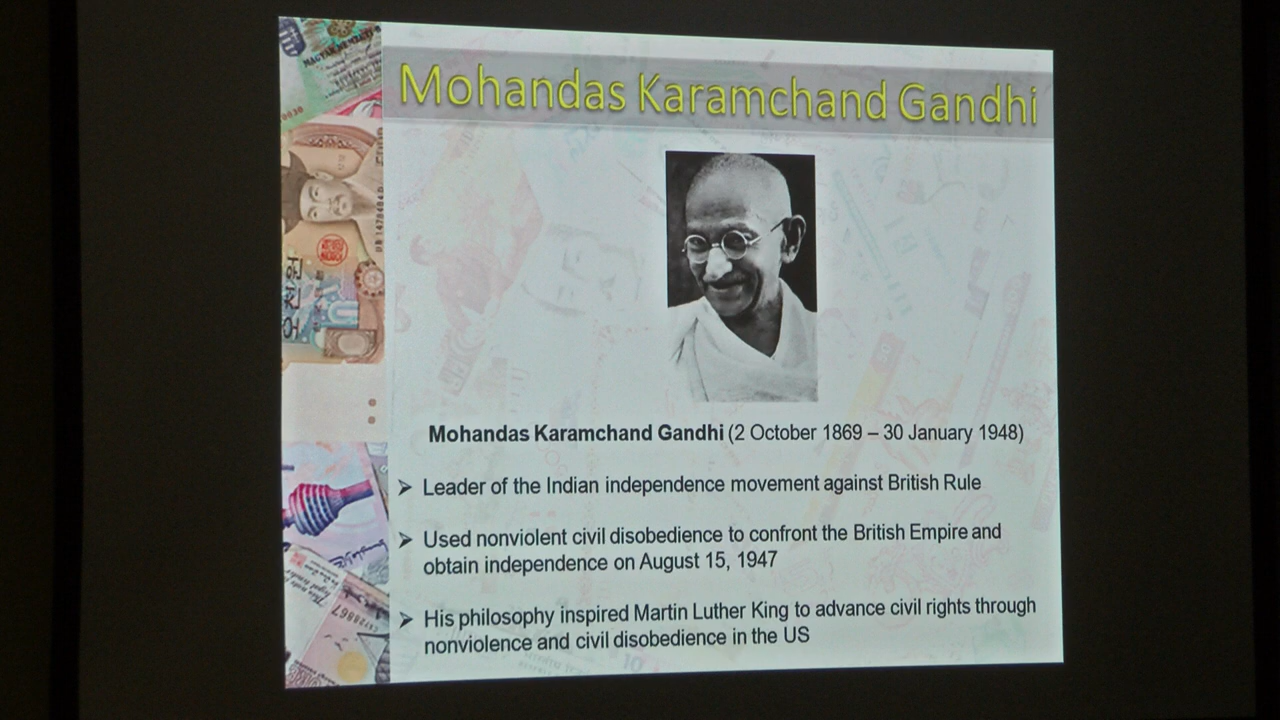 Mohandas Karamchand Gandhi
MAGYAR NEMZETI
Mohandas Karamchand Gandhi (2 October 1869 – 30 January 1948)
➢ Leader of the Indian independence movement against British Rule
➢ Used nonviolent civil disobedience to confront the British Empire and
obtain independence on August 15, 1947
➢ His philosophy inspired Martin Luther King to advance civil rights through
nonviolence and civil disobedience in the US